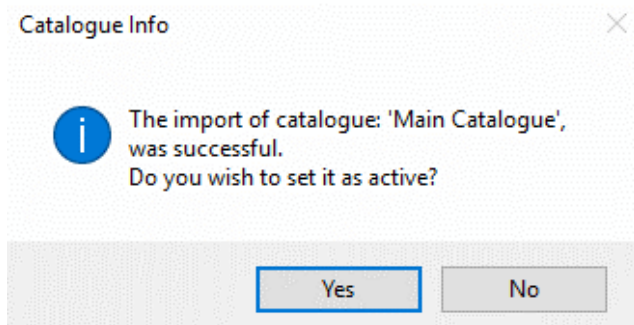 Catalogue Info
The import of catalogue: 'Main Catalogue',
was successful.
Do you wish to set it as active?
Yes
No